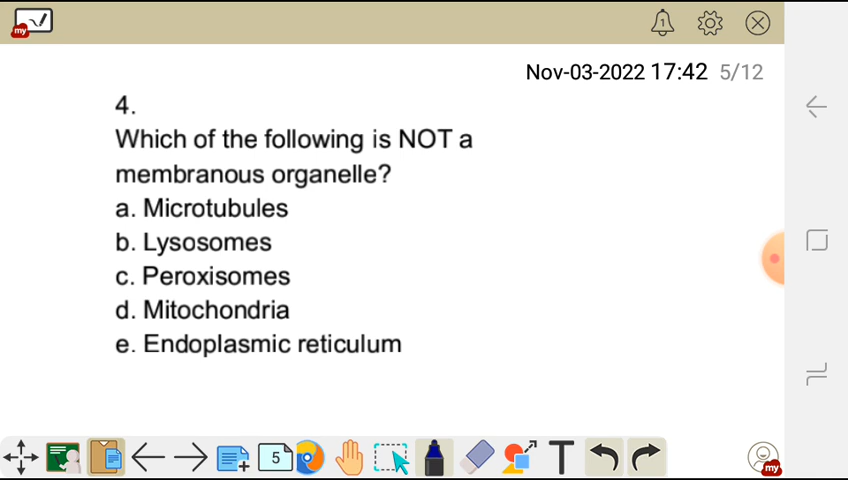 my
1
Nov-03-2022 17:42 5/12
4.
Which of the following is NOT a
membranous organelle?
a. Microtubules
b. Lysosomes
c. Peroxisomes
d. Mitochondria
e. Endoplasmic reticulum
5
T
my